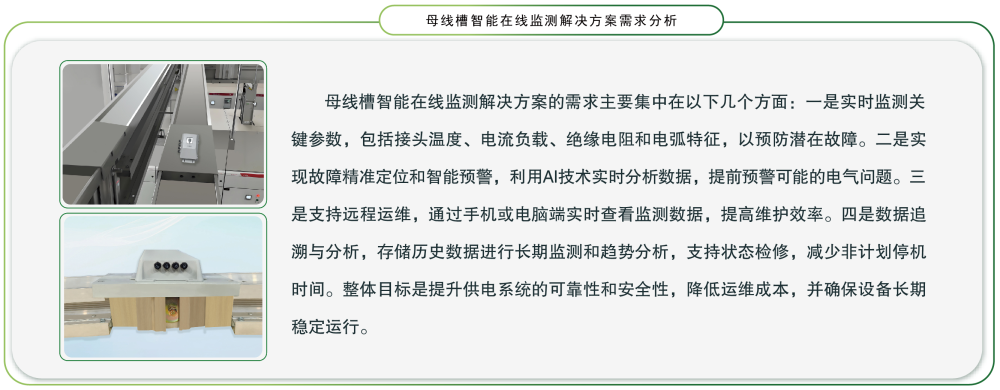 母线槽智能在线监测解决方案需求分析
母线槽智能在线监测解决方案的需求主要集中在以下几个方面：一是实时监测关
键参数，包括接头温度、电流负载、绝缘电阻和电弧特征，以预防潜在故障。二是实
现故障精准定位和智能预警，利用AI技术实时分析数据，提前预警可能的电气问题。三
是支持远程运维，通过手机或电脑端实时查看监测数据，提高维护效率。四是数据追
溯与分析，存储历史数据进行长期监测和趋势分析，支持状态检修，减少非计划停机
时间。整体目标是提升供电系统的可靠性和安全性，降低运维成本，并确保设备长期
稳定运行。